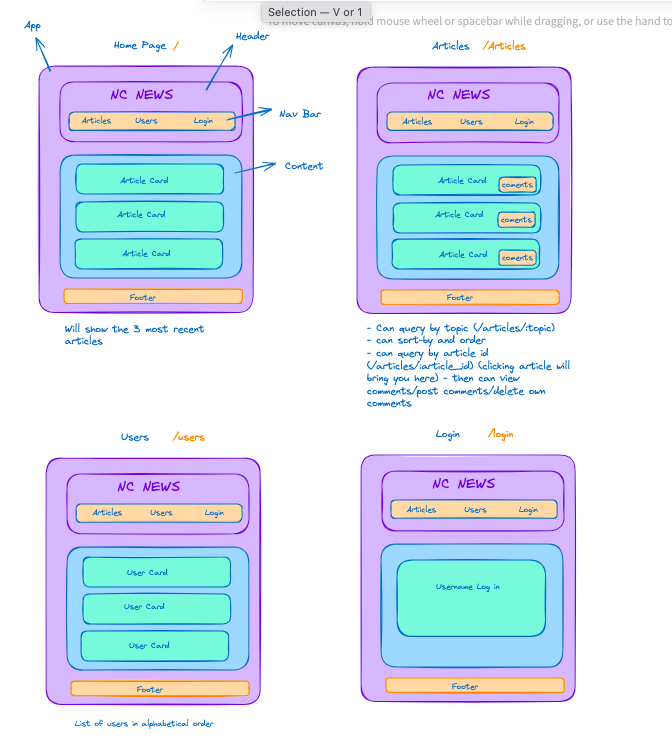 Selection — V or 1
To move canvas, hold mouse wheel or spacebar while dragging, or use the hand to
App
Home Page /
Header
NC NEWS
Articles Users Login
Nav Bar
Content
Article Card
Article Card
Article Card
Footer
Will show the 3 most recent
articles
Articles /Articles
NC NEWS
Articles Users Login
Article Card coments
Article Card coments
Article Card coments
Footer
- Can query by topic (/articles/:topic)
- can sort-by and order
- can query by article id
(/articles/:article_id) (clicking article will
bring you here) - then can view
comments/post comments/delete own
comments
Users /users
NC NEWS
Articles Users Login
User Card
User Card
User Card
Footer
List of users in alphabetical order
Login /login
NC NEWS
Articles Users Login
Username Log in
Footer